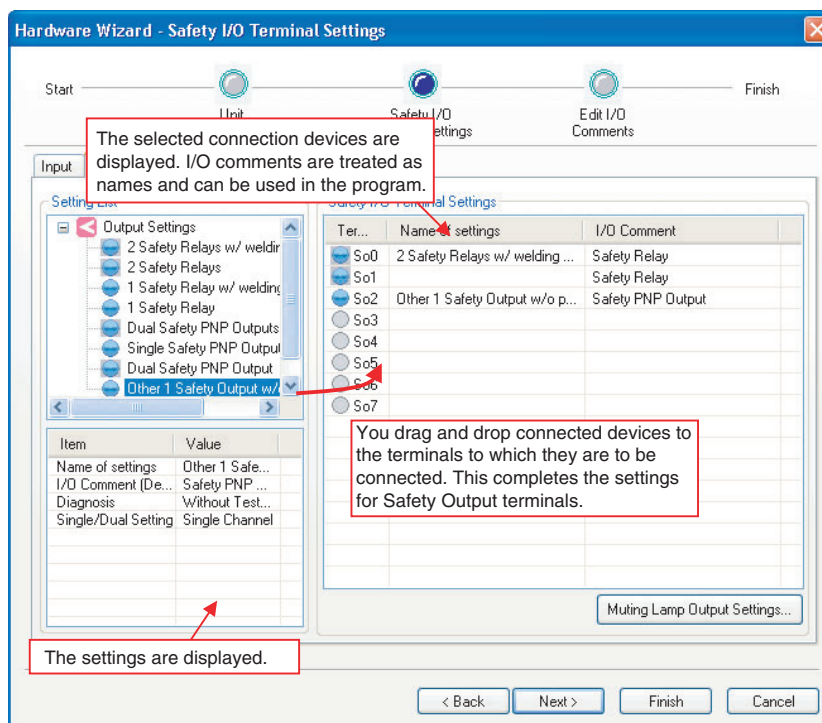 Hardware Wizard - Safety I/O Terminal Settings
Start
Finish
Unit
Safety I/O
ettings
Edit I/O
Comments
The selected connection devices are
displayed. I/O comments are treated as
names and can be used in the program.
Input
Setting List
Safety I/O Terminal Settings
Output Settings
2 Safety Relays w/ weldir
2 Safety Relays
1 Safety Relay w/ welding
1 Safety Relay
Dual Safety PNP Outputs
Single Safety PNP Output
Dual Safety PNP Output
Other 1 Safety Output w/
Ter... Name of settings I/O Comment
So0 2 Safety Relays w/ welding ... Safety Relay
So1 Safety Relay
So2 Other 1 Safety Output w/o p... Safety PNP Output
So3
So4
So5
So6
So7
You drag and drop connected devices to
the terminals to which they are to be
connected. This completes the settings
for Safety Output terminals.
Item Value
Name of settings Other 1 Safe...
I/O Comment (De... Safety PNP ...
Diagnosis Without Test...
Single/Dual Setting Single Channel
Muting Lamp Output Settings...
The settings are displayed.
< Back
Next >
Finish
Cancel